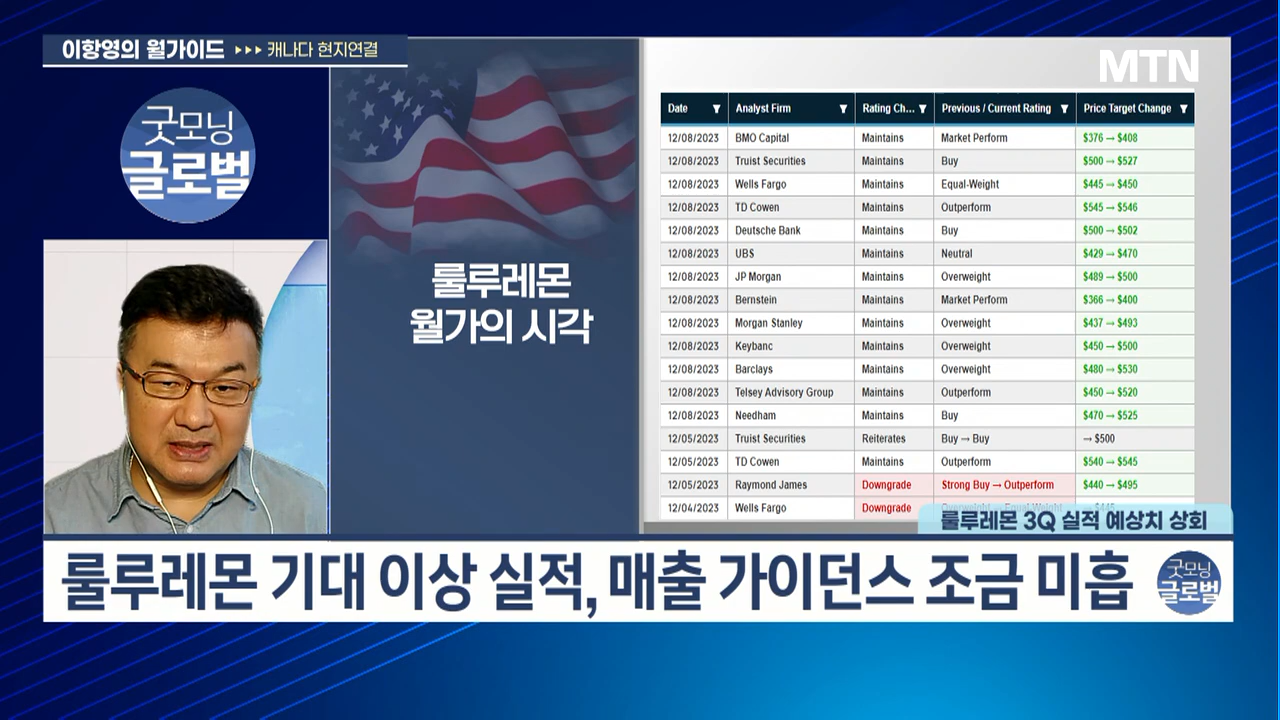 이항영의 월가이드 ▸▸▸ 캐나다 현지연결
굿모닝
글로벌
룰루레몬
월가의 시각
MTN
Date Analyst Firm Rating Ch... Previous / Current Rating Price Target Change
12/08/2023 BMO Capital Maintains Market Perform $376 → $408
12/08/2023 Truist Securities Maintains Buy $500 → $527
12/08/2023 Wells Fargo Maintains Equal-Weight $445 → $450
12/08/2023 TD Cowen Maintains Outperform $545 → $546
12/08/2023 Deutsche Bank Maintains Buy $500 → $502
12/08/2023 UBS Maintains Neutral $429 → $470
12/08/2023 JP Morgan Maintains Overweight $489 → $500
12/08/2023 Bernstein Maintains Market Perform $366 → $400
12/08/2023 Morgan Stanley Maintains Overweight $437 → $493
12/08/2023 Keybanc Maintains Overweight $450 → $500
12/08/2023 Barclays Maintains Overweight $480 → $530
12/08/2023 Telsey Advisory Group Maintains Outperform $450 → $520
12/08/2023 Needham Maintains Buy $470 → $525
12/05/2023 Truist Securities Reiterates Buy → Buy → $500
12/05/2023 TD Cowen Maintains Outperform $540 → $545
12/05/2023 Raymond James Downgrade Strong Buy → Outperform $440 → $495
12/04/2023 Wells Fargo Downgrade Overweight → Equal Weight → $445
룰루레몬 3Q 실적 예상치 상회
룰루레몬 기대 이상 실적, 매출 가이던스 조금 미흡
굿모닝
글로벌